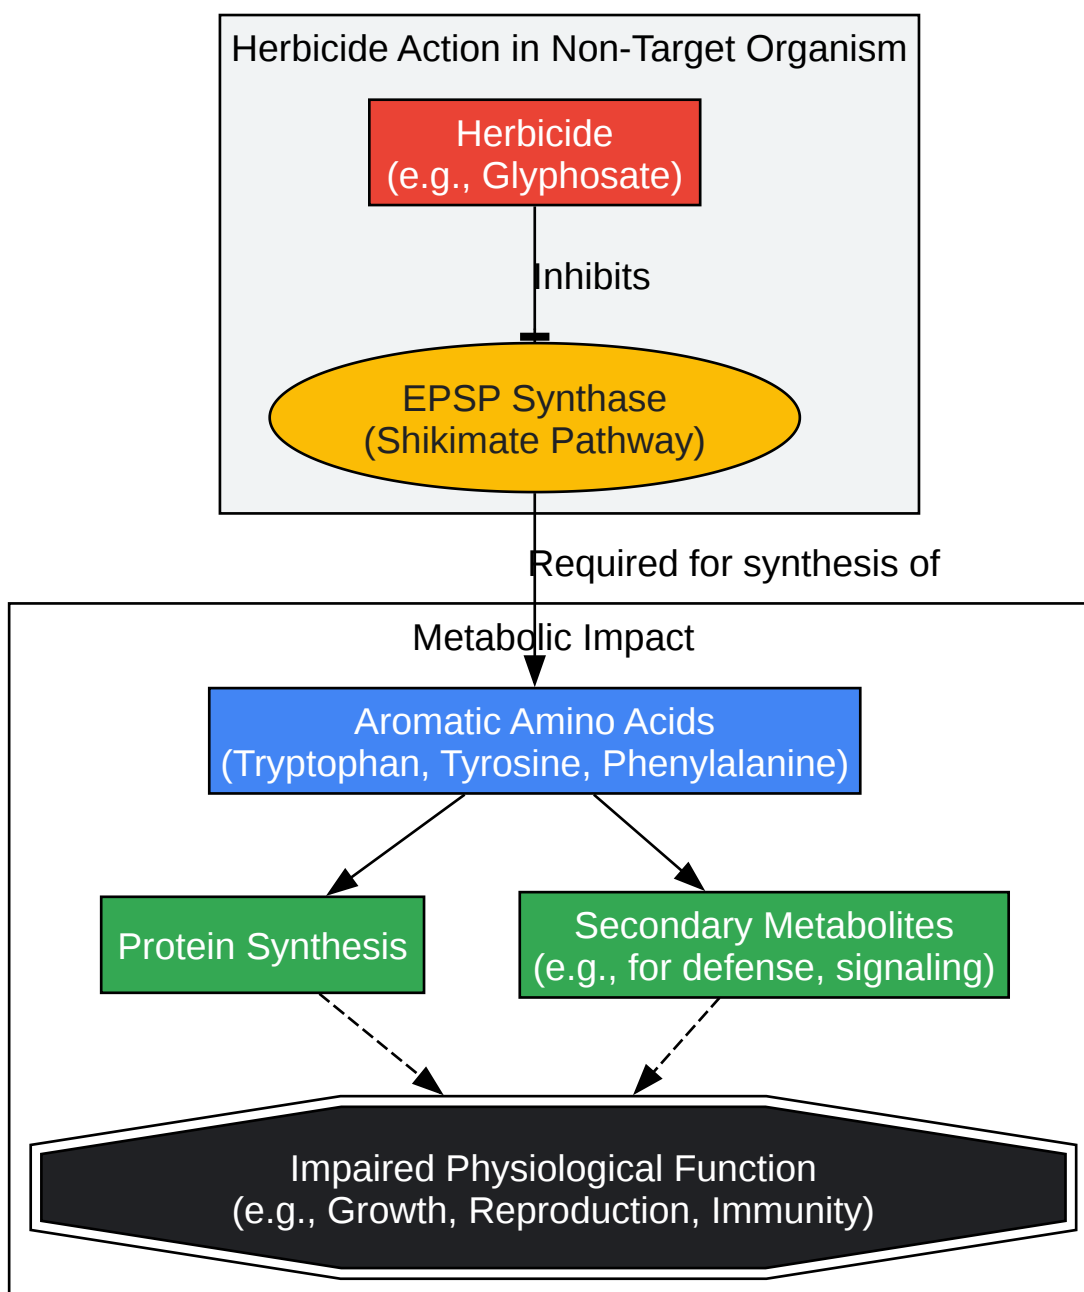 Herbicide Action in Non-Target Organism
Herbicide
(e.g., Glyphosate)
Inhibits
EPSP Synthase
(Shikimate Pathway)
Required for synthesis of
Metabolic Impact
Aromatic Amino Acids
(Tryptophan, Tyrosine, Phenylalanine)
Protein Synthesis
Secondary Metabolites
(e.g., for defense, signaling)
Impaired Physiological Function
(e.g., Growth, Reproduction, Immunity)